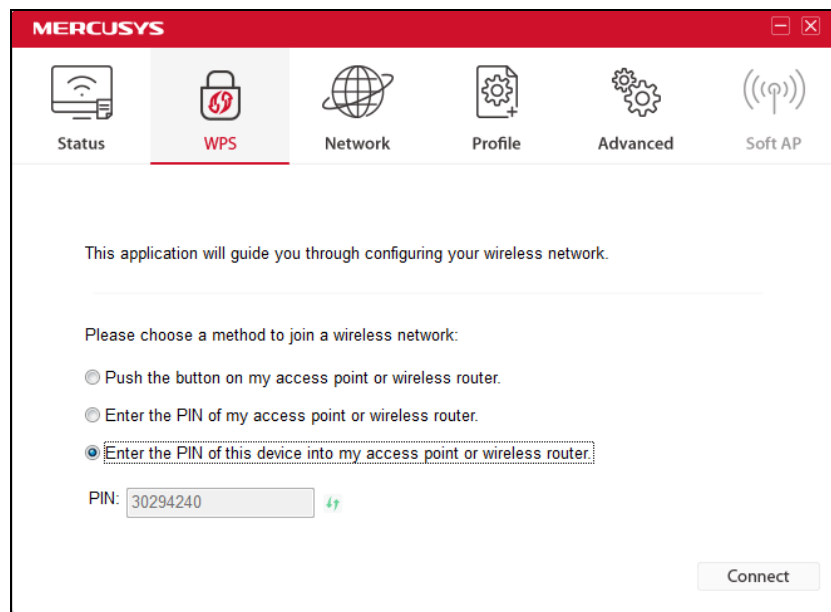 MERCUSYS
Status WPS Network Profile Advanced Soft AP
This application will guide you through configuring your wireless network.
Please choose a method to join a wireless network:
Push the button on my access point or wireless router.
Enter the PIN of my access point or wireless router.
Enter the PIN of this device into my access point or wireless router.
PIN: 30294240
Connect